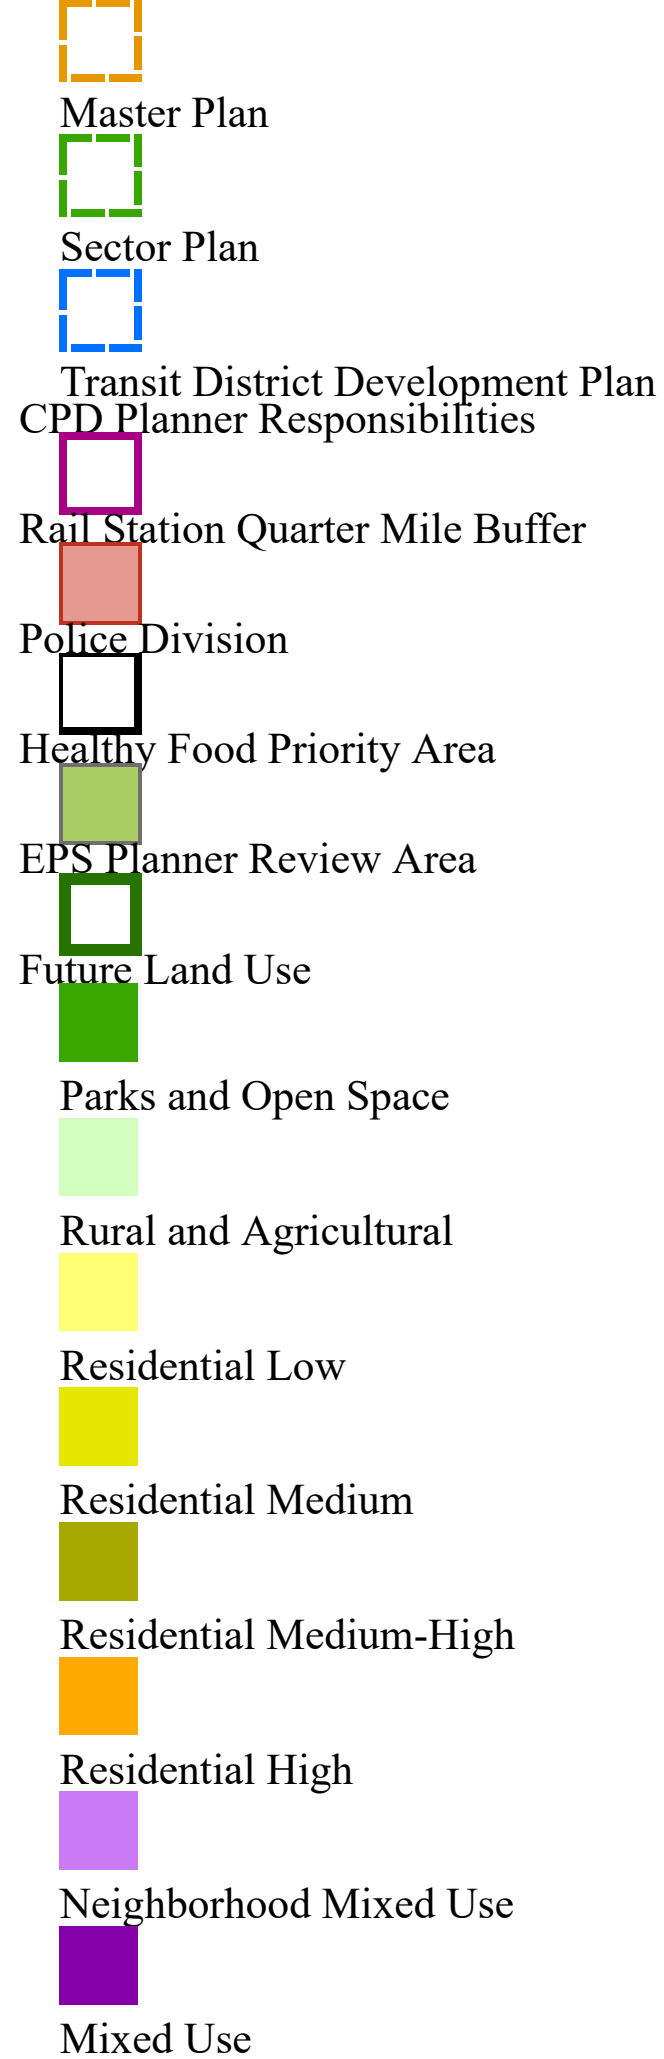 Master Plan
Sector Plan
Transit District Development Plan
CPD Planner Responsibilities
Rail Station Quarter Mile Buffer
Police Division
Healthy Food Priority Area
EPS Planner Review Area
Future Land Use
Parks and Open Space
Rural and Agricultural
Residential Low
Residential Medium
Residential Medium-High
Residential High
Neighborhood Mixed Use
Mixed Use